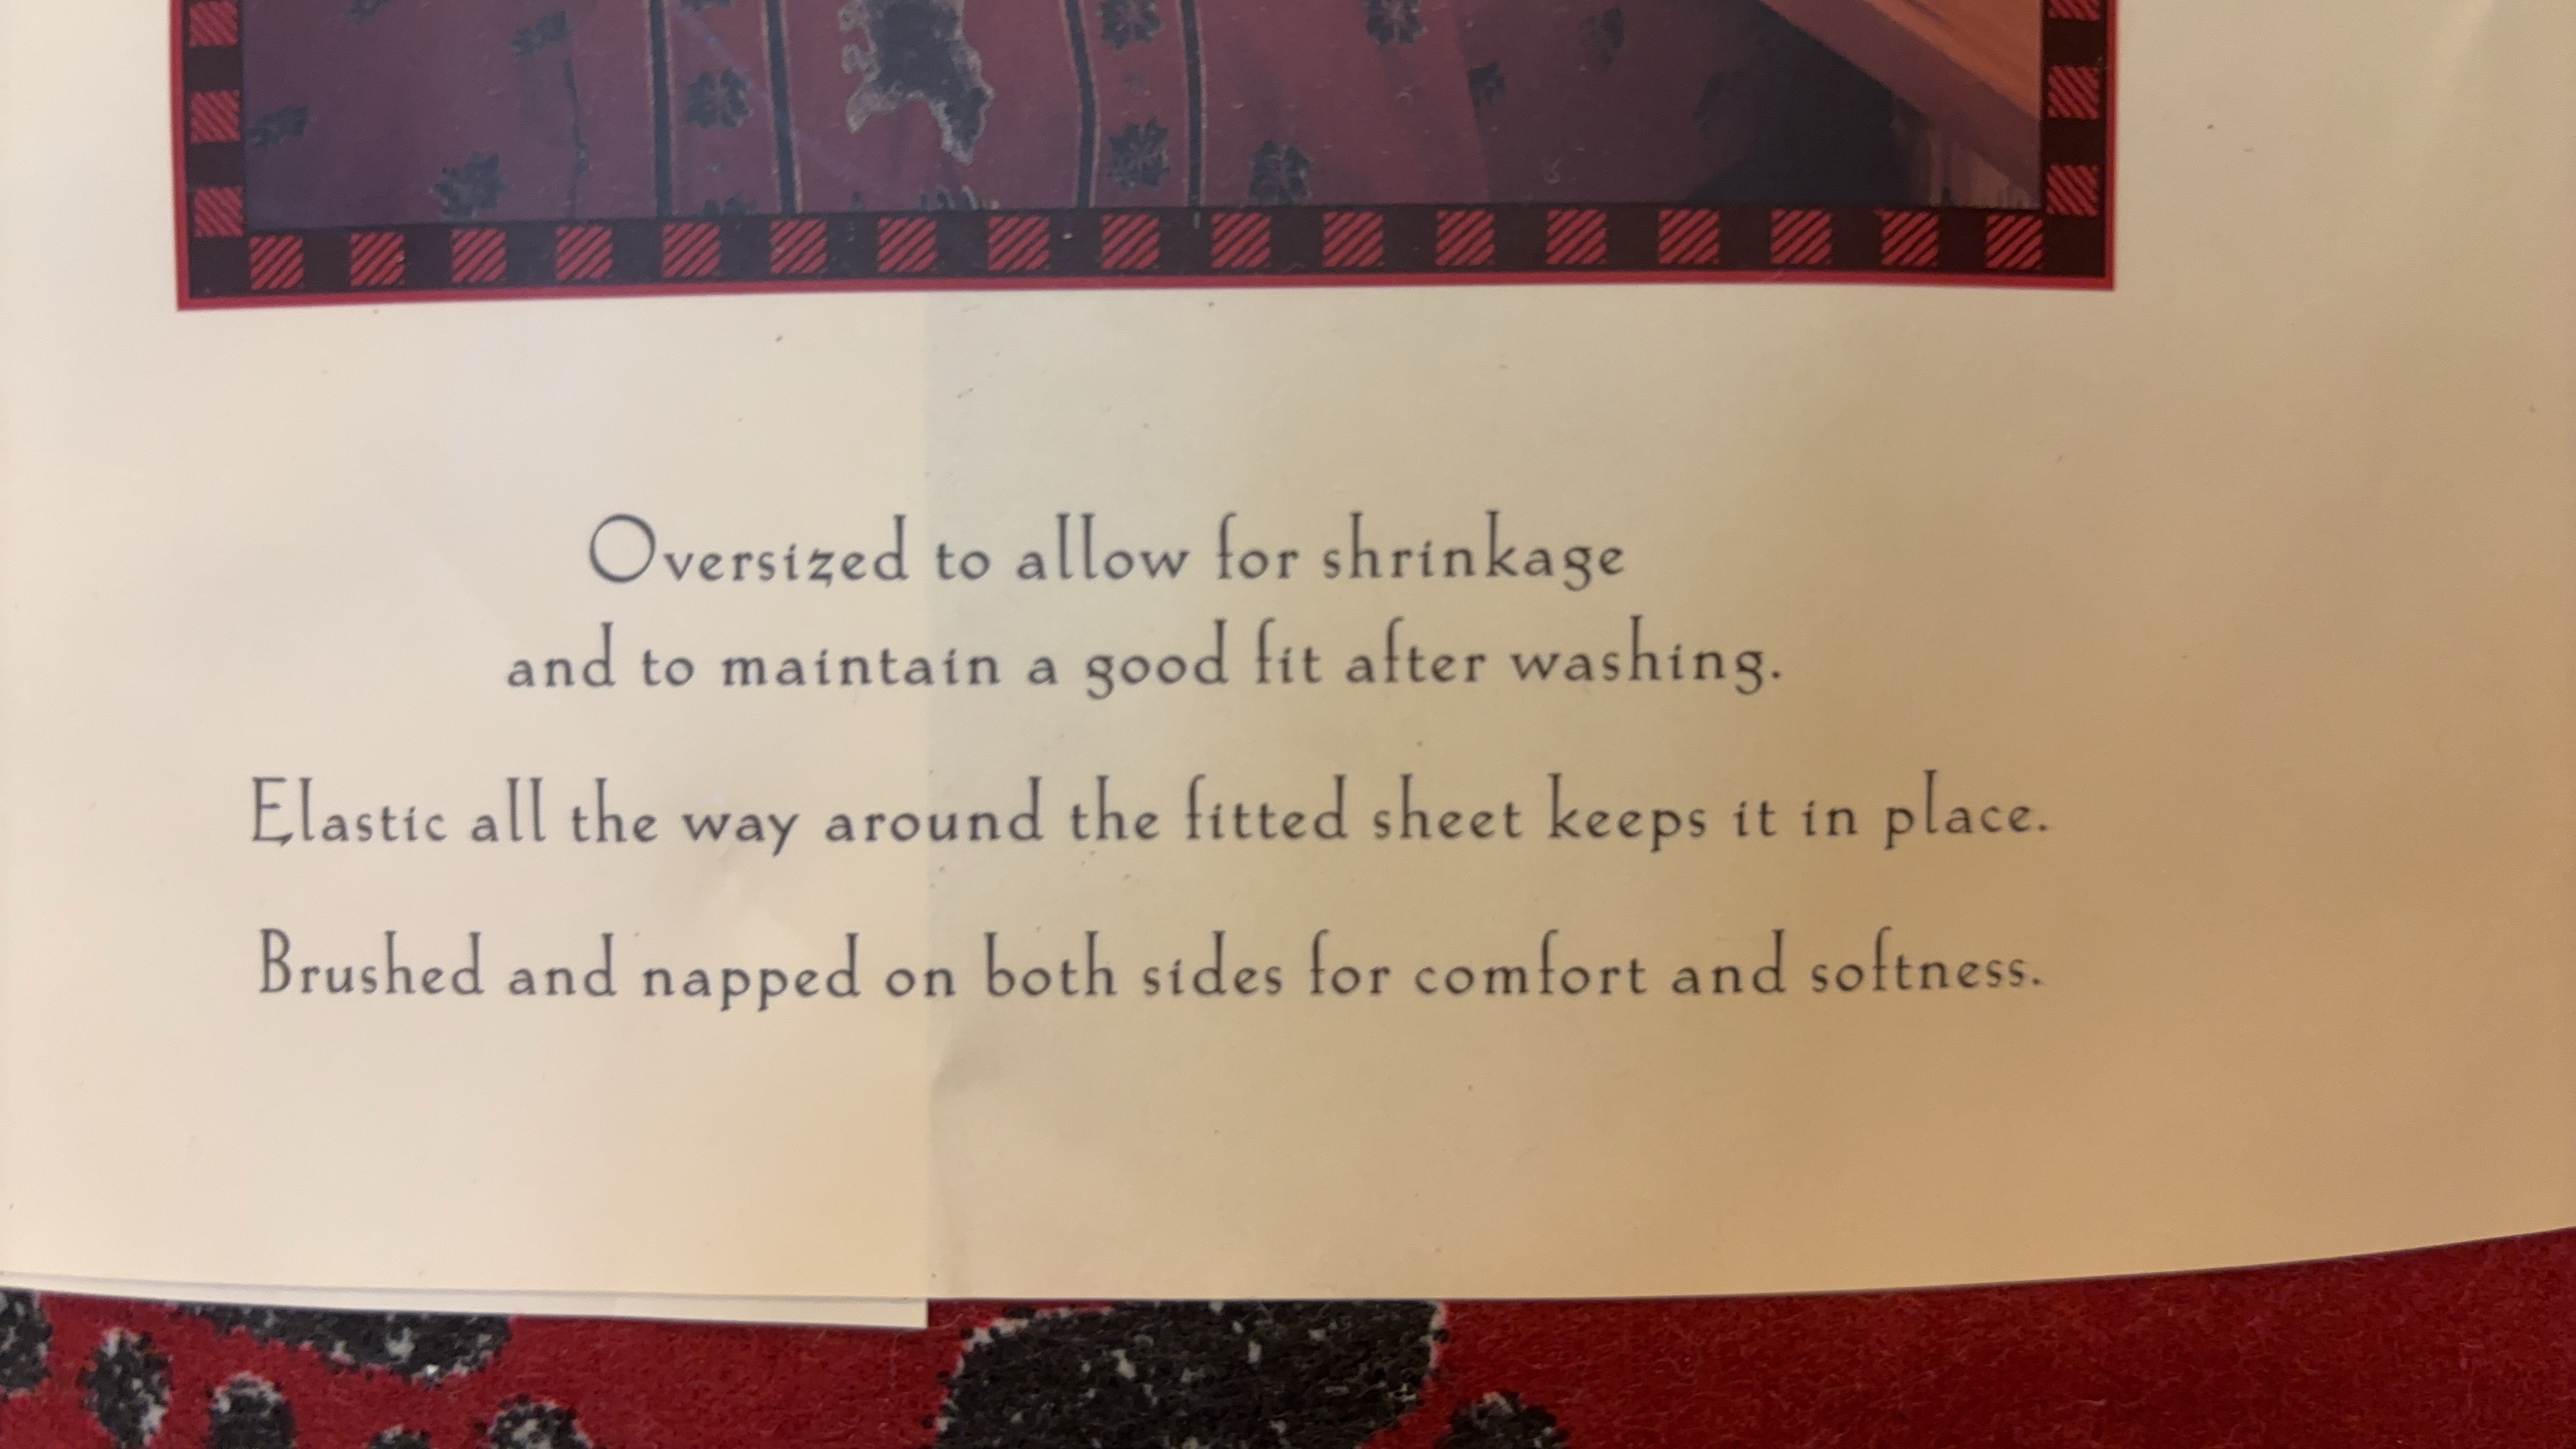 Oversized to allow for shrinkage
and to maintain a good fit after washing.
Elastic all the way around the fitted sheet keeps it in place.
Brushed and napped on both sides for comfort and softness.